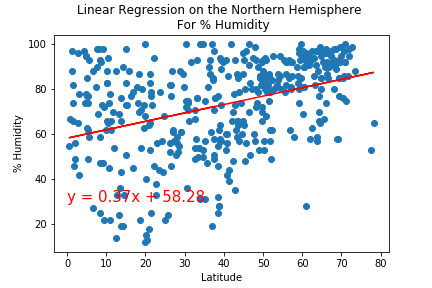 Linear Regression on the Northern Hemisphere
For % Humidity
100
80
60
40
20
% Humidity
y = 0.37x + 58.28
0 10 20 30 40 50 60 70 80
Latitude